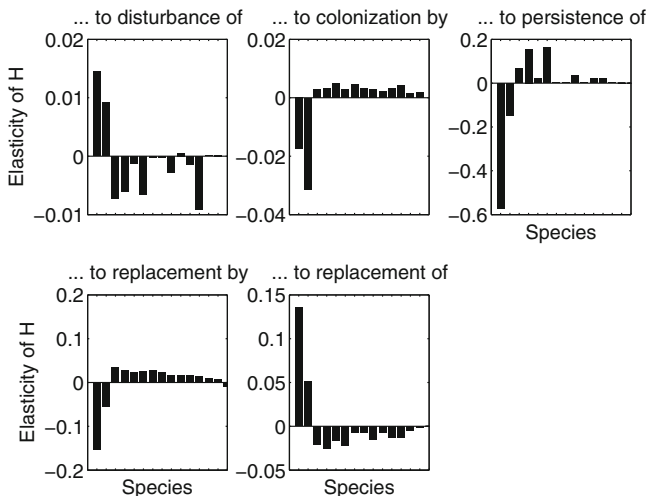 ... to disturbance of
... to colonization by
... to persistence of
0.02
0.01
0
−0.01
Elasticity of H
0.02
0
−0.02
−0.04
0.2
0
−0.2
−0.4
−0.6
Species
... to replacement by
... to replacement of
0.2
0.1
0
−0.1
−0.2
Elasticity of H
Species
0.15
0.1
0.05
0
−0.05
Species